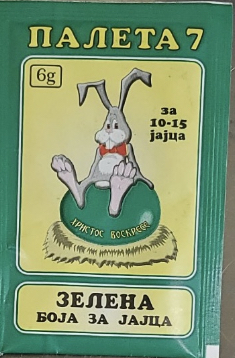 ПАЛЕТА 7
6g
за
10-15
јајца
ХРИСТОС ВОСКРЕСЕ
ЗЕЛЕНА
БОЈА ЗА ЈАЈЦА